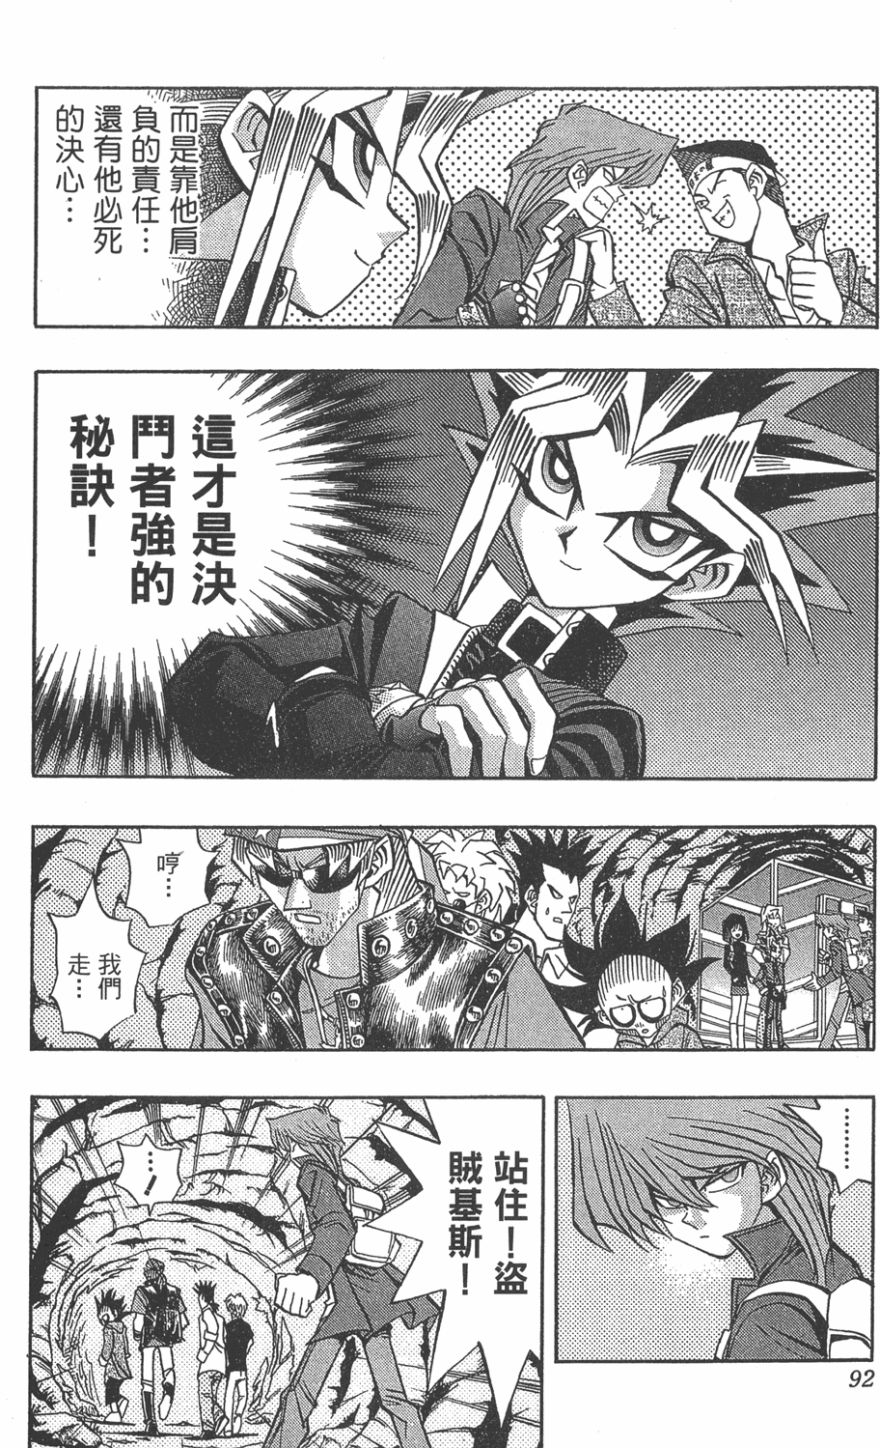 而是靠他肩
負的責任…
還有他必死
的決心…
這才是決
鬥者強的
秘訣！
哼…
我們
走…
……
站住！盜
賊基斯！
…！
92